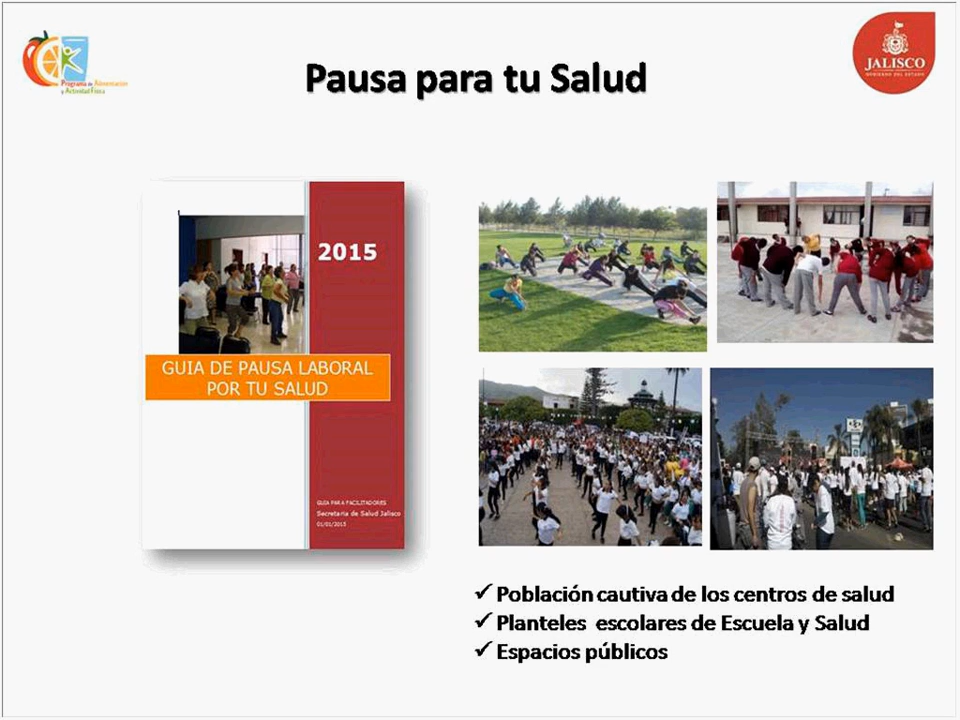 Programa de Alimentación
y Actividad Física
JALISCO
GOBIERNO DEL ESTADO
Pausa para tu Salud
2015
GUIA DE PAUSA LABORAL
POR TU SALUD
GUIA PARA FACILITADORES
Secretaria de Salud Jalisco
01/01/2015
✓ Población cautiva de los centros de salud
✓ Planteles escolares de Escuela y Salud
✓ Espacios públicos